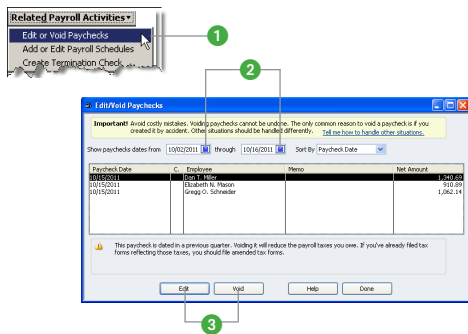 Related Payroll Activities
Edit or Void Paychecks
Add or Edit Payroll Schedules
Create Termination Check
1
2
Edit/Void Paychecks
Important! Avoid costly mistakes. Voiding paychecks cannot be undone. The only common reason to void a paycheck is if you
created it by accident. Other situations should be handled differently. Tell me how to handle other situations.
Show paychecks dates from 10/02/2011 through 10/16/2011 Sort By Paycheck Date
Paycheck Date C. Employee Memo Net Amount
10/15/2011 Dan T. Miller 1,340.69
10/15/2011 Elizabeth N. Mason 910.89
10/15/2011 Gregg O. Schneider 1,062.14
This paycheck is dated in a previous quarter. Voiding it will reduce the payroll taxes you owe. If you've already filed tax
forms reflecting those taxes, you should file amended tax forms.
Edit Void Help Done
3